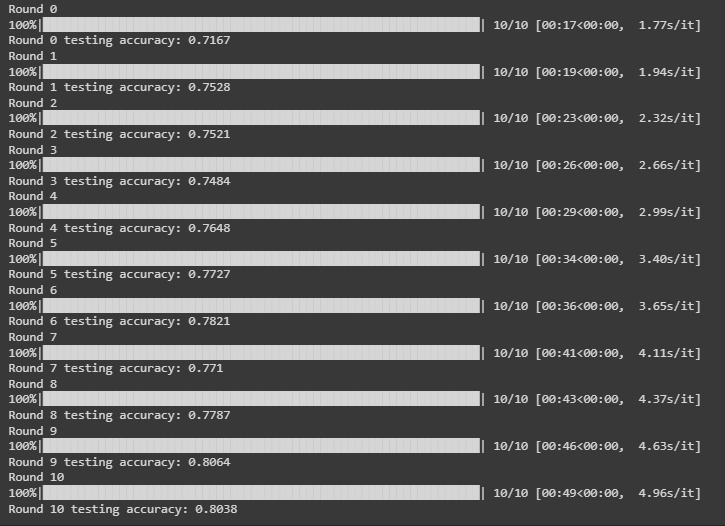 Round 0
100%|██████████| 10/10 [00:17<00:00,  1.77s/it]
Round 0 testing accuracy: 0.7167
Round 1
100%|██████████| 10/10 [00:19<00:00,  1.94s/it]
Round 1 testing accuracy: 0.7528
Round 2
100%|██████████| 10/10 [00:23<00:00,  2.32s/it]
Round 2 testing accuracy: 0.7521
Round 3
100%|██████████| 10/10 [00:26<00:00,  2.66s/it]
Round 3 testing accuracy: 0.7484
Round 4
100%|██████████| 10/10 [00:29<00:00,  2.99s/it]
Round 4 testing accuracy: 0.7648
Round 5
100%|██████████| 10/10 [00:34<00:00,  3.40s/it]
Round 5 testing accuracy: 0.7727
Round 6
100%|██████████| 10/10 [00:36<00:00,  3.65s/it]
Round 6 testing accuracy: 0.7821
Round 7
100%|██████████| 10/10 [00:41<00:00,  4.11s/it]
Round 7 testing accuracy: 0.771
Round 8
100%|██████████| 10/10 [00:43<00:00,  4.37s/it]
Round 8 testing accuracy: 0.7787
Round 9
100%|██████████| 10/10 [00:46<00:00,  4.63s/it]
Round 9 testing accuracy: 0.8064
Round 10
100%|██████████| 10/10 [00:49<00:00,  4.96s/it]
Round 10 testing accuracy: 0.8038